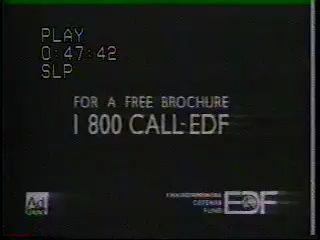 PLAY
0:47:42
SLP
FOR A FREE BROCHURE
1 800 CALL-EDF
Ad
ENVIRONMENTAL
DEFENSE
FUND
EDF